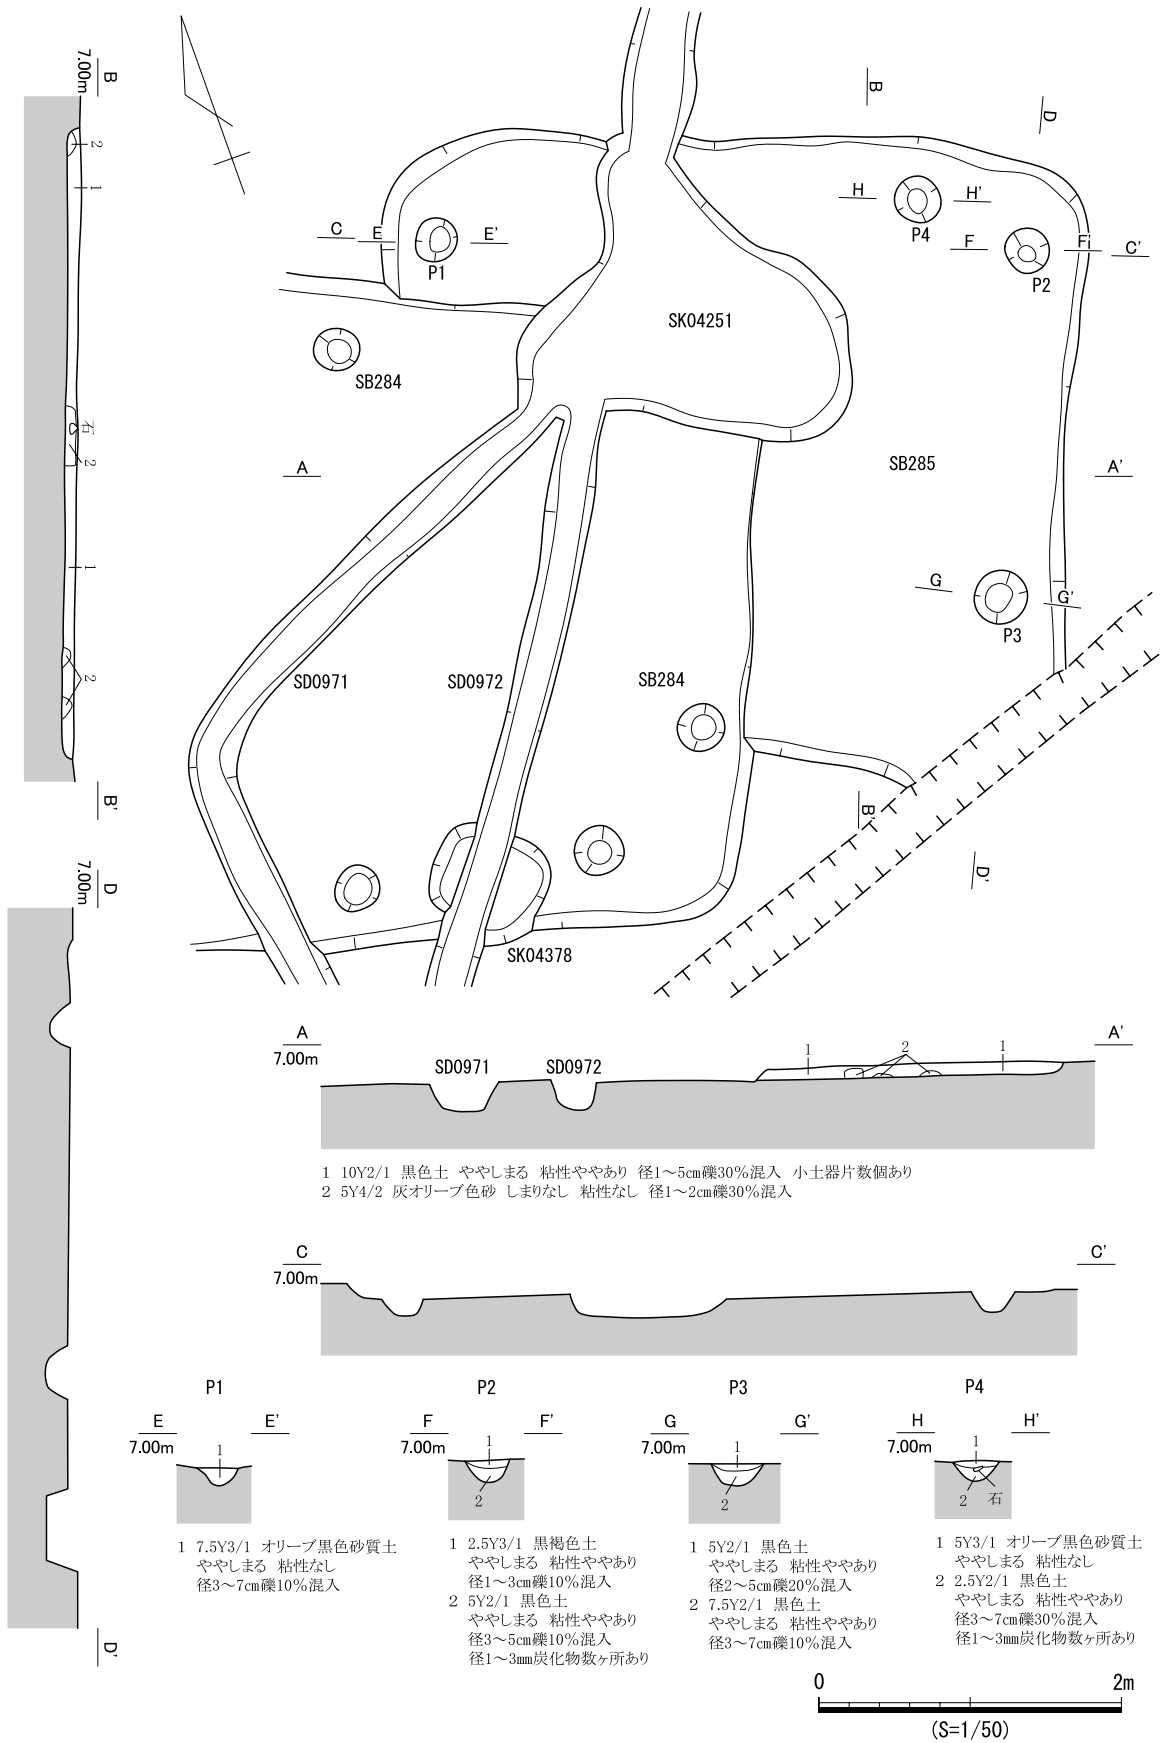 B
7.00m
2
1
石
2
1
2
B'
D
7.00m
D'
B
D
H
H'
P4
F
F'
C'
P2
C
E
E'
P1
SK04251
SB284
A
SB285
A'
G
G'
P3
SD0971
SD0972
SB284
B'
D'
SK04378
A
7.00m
SD0971
SD0972
1
2
1
A'
1 10Y2/1 黒色土 ややしまる 粘性ややあり 径1～5cm礫30%混入 小土器片数個あり
2 5Y4/2 灰オリーブ色砂 しまりなし 粘性なし 径1～2cm礫30%混入
C
7.00m
C'
P1
E
E'
7.00m
1
1 7.5Y3/1 オリーブ黒色砂質土
ややしまる 粘性なし
径3～7cm礫10%混入
P2
F
F'
7.00m
1
2
1 2.5Y3/1 黒褐色土
ややしまる 粘性ややあり
径1～3cm礫10%混入
2 5Y2/1 黒色土
ややしまる 粘性ややあり
径3～5cm礫10%混入
径1～3mm炭化物数ヶ所あり
P3
G
G'
7.00m
1
2
1 5Y2/1 黒色土
ややしまる 粘性ややあり
径2～5cm礫20%混入
2 7.5Y2/1 黒色土
ややしまる 粘性ややあり
径3～7cm礫10%混入
P4
H
H'
7.00m
1
2
石
1 5Y3/1 オリーブ黒色砂質土
ややしまる 粘性なし
2 2.5Y2/1 黒色土
ややしまる 粘性ややあり
径3～7cm礫30%混入
径1～3mm炭化物数ヶ所あり
0
2m
(S=1/50)